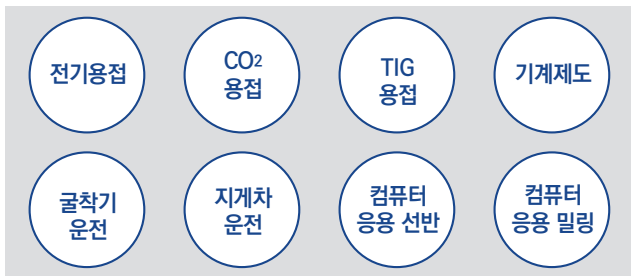 전기용접
CO2
용접
TIG
용접
기계제도
굴착기
운전
지게차
운전
컴퓨터
응용 선반
컴퓨터
응용 밀링